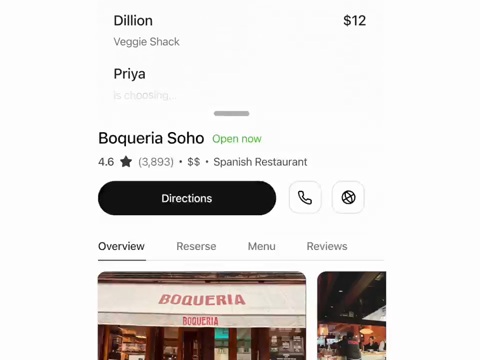 Dillion $12
Veggie Shack
Priya
is choosing...
Boqueria Soho Open now
4.6 ★ (3,893) • $$ • Spanish Restaurant
Directions
Overview Reserse Menu Reviews
BOQUERIA
BOQUERIA